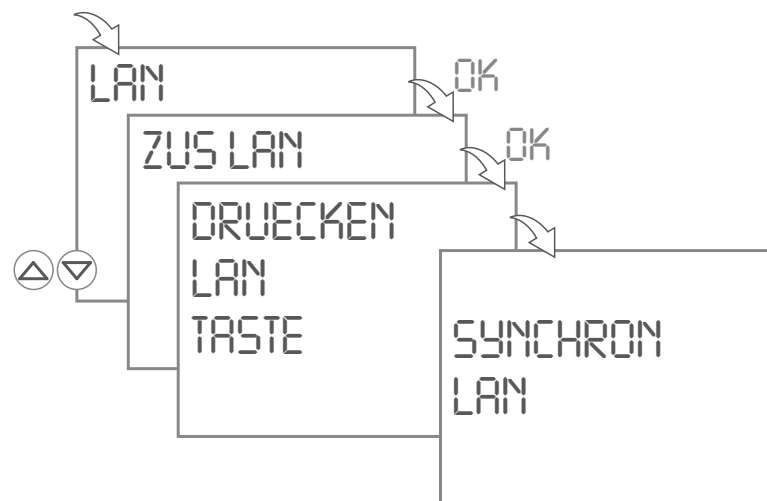 LAN
OK
ZUS LAN
OK
DRUECKEN
LAN
TASTE
SYNCHRON
LAN